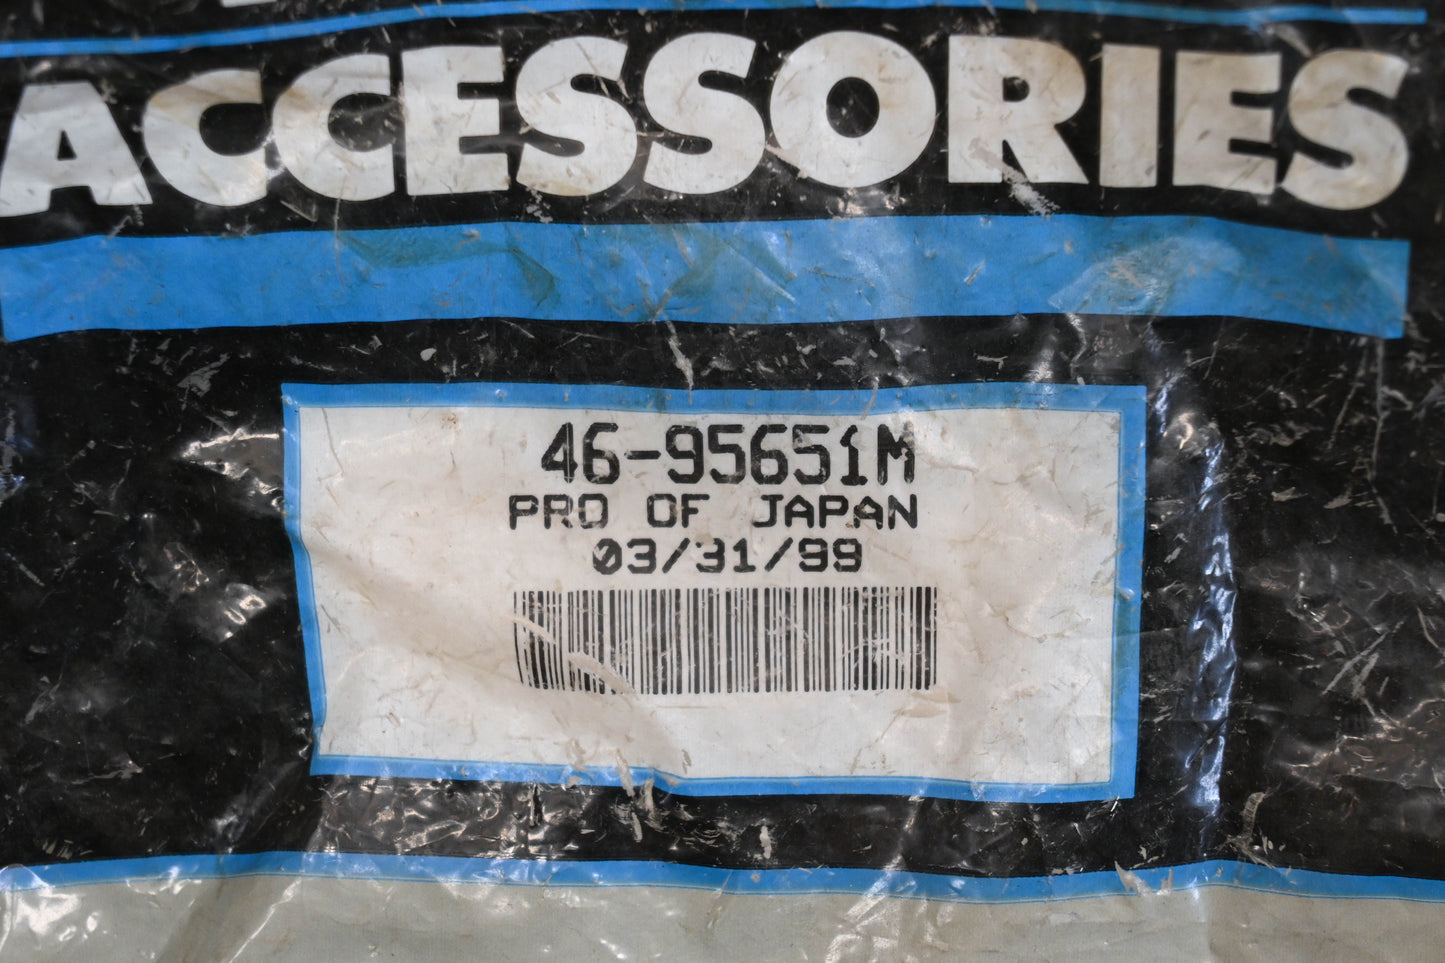 ACCESSORIES
46-95651M
PRO OF JAPAN
03/31/99